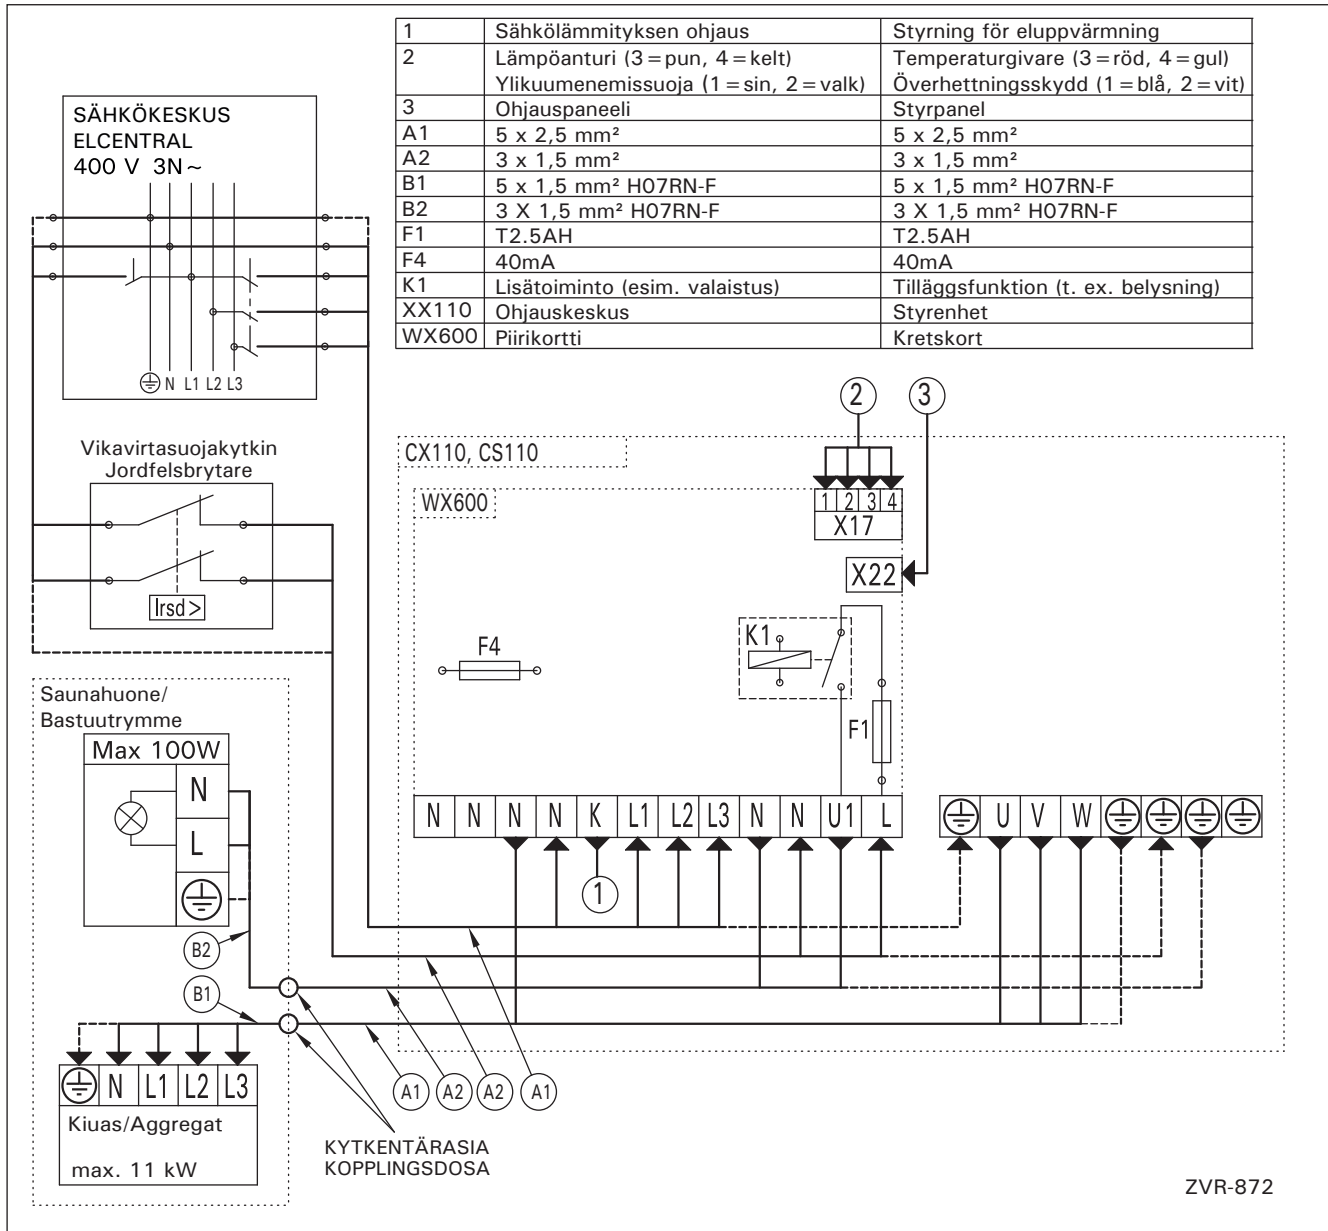 1 Sähkölämmityksen ohjaus Styrning för eluppvärmning
2 Lämpöanturi (3=pun, 4=kelt) Temperaturgivare (3=röd, 4=gul)
Ylikuumenemissuoja (1=sin, 2=valk) Överhettningsskydd (1=blå, 2=vit)
3 Ohjauspaneeli Styrpanel
A1 5 x 2,5 mm² 5 x 2,5 mm²
A2 3 x 1,5 mm² 3 x 1,5 mm²
B1 5 x 1,5 mm² H07RN-F 5 x 1,5 mm² H07RN-F
B2 3 X 1,5 mm² H07RN-F 3 X 1,5 mm² H07RN-F
F1 T2.5AH T2.5AH
F4 40mA 40mA
K1 Lisätoiminto (esim. valaistus) Tilläggsfunktion (t. ex. belysning)
XX110 Ohjauskeskus Styrenhet
WX600 Piirikortti Kretskort
SÄHKÖKESKUS
ELCENTRAL
400 V 3N~
N L1 L2 L3
Vikavirtasuojakytkin
Jordfelsbrytare
Irsd>
2 3
CX110, CS110
WX600
1 2 3 4
X17
X22
K1
F4
F1
N N N N K L1 L2 L3 N N U1 L
U V W
1
Saunahuone/
Bastuutrymme
Max 100W
N
L
B2
B1
N L1 L2 L3
Kiuas/Aggregat
max. 11 kW
A1 A2 A2 A1
KYTKENTÄRASIA
KOPPLINGSDOSA
ZVR-872